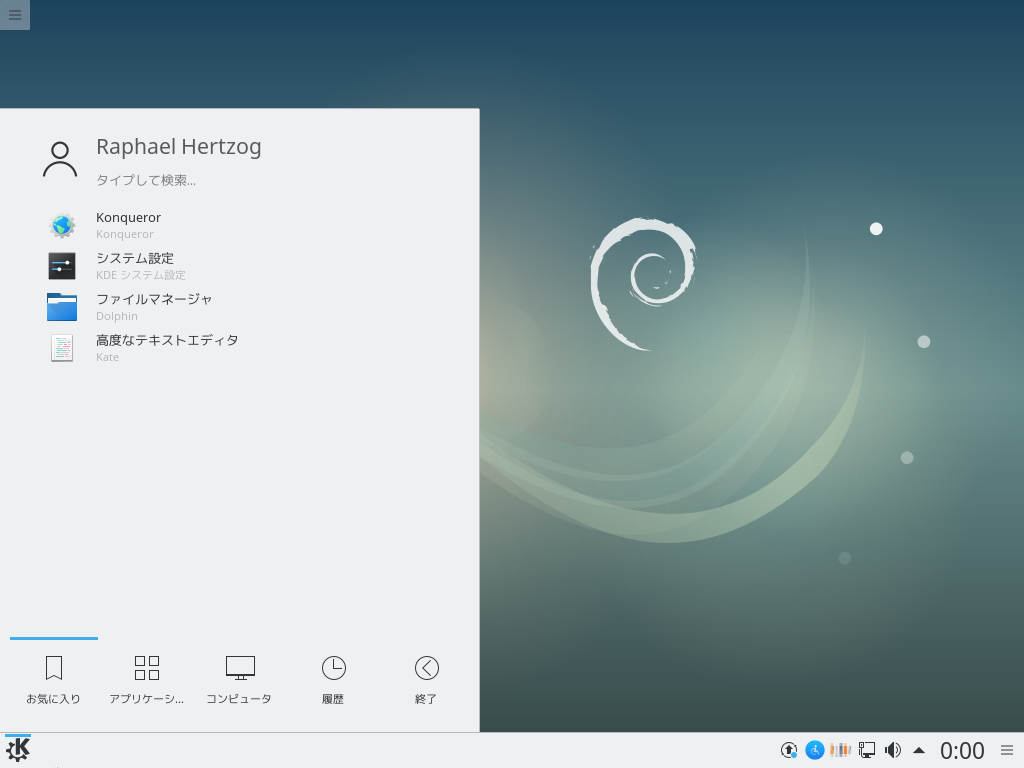 Raphael Hertzog
タイプして検索...
Konqueror
Konqueror
システム設定
KDE システム設定
ファイルマネージャ
Dolphin
高度なテキストエディタ
Kate
お気に入り
アプリケーシ...
コンピュータ
履歴
終了
0:00